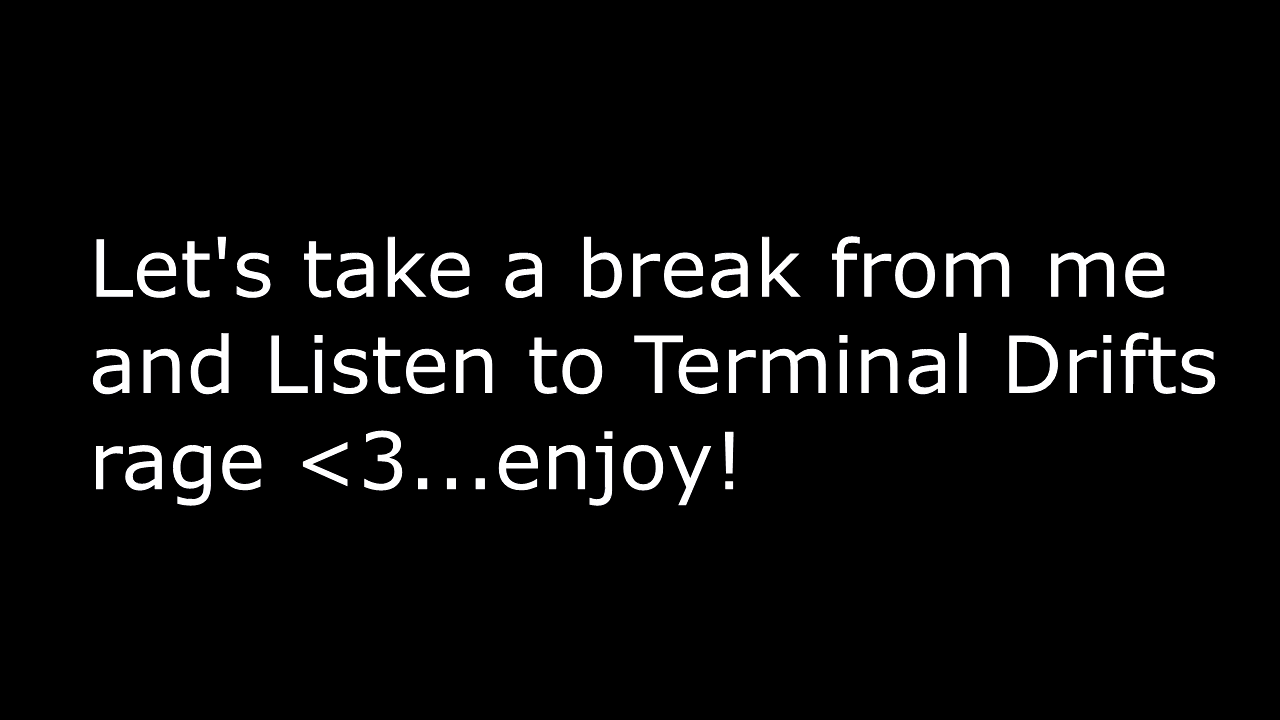 Let's take a break from me
and Listen to Terminal Drifts
rage <3...enjoy!